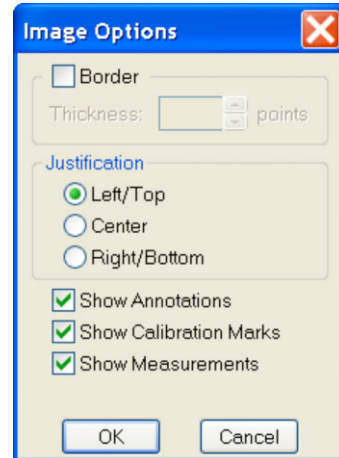 Image Options
Border
Thickness: points
Justification
Left/Top
Center
Right/Bottom
Show Annotations
Show Calibration Marks
Show Measurements
OK Cancel